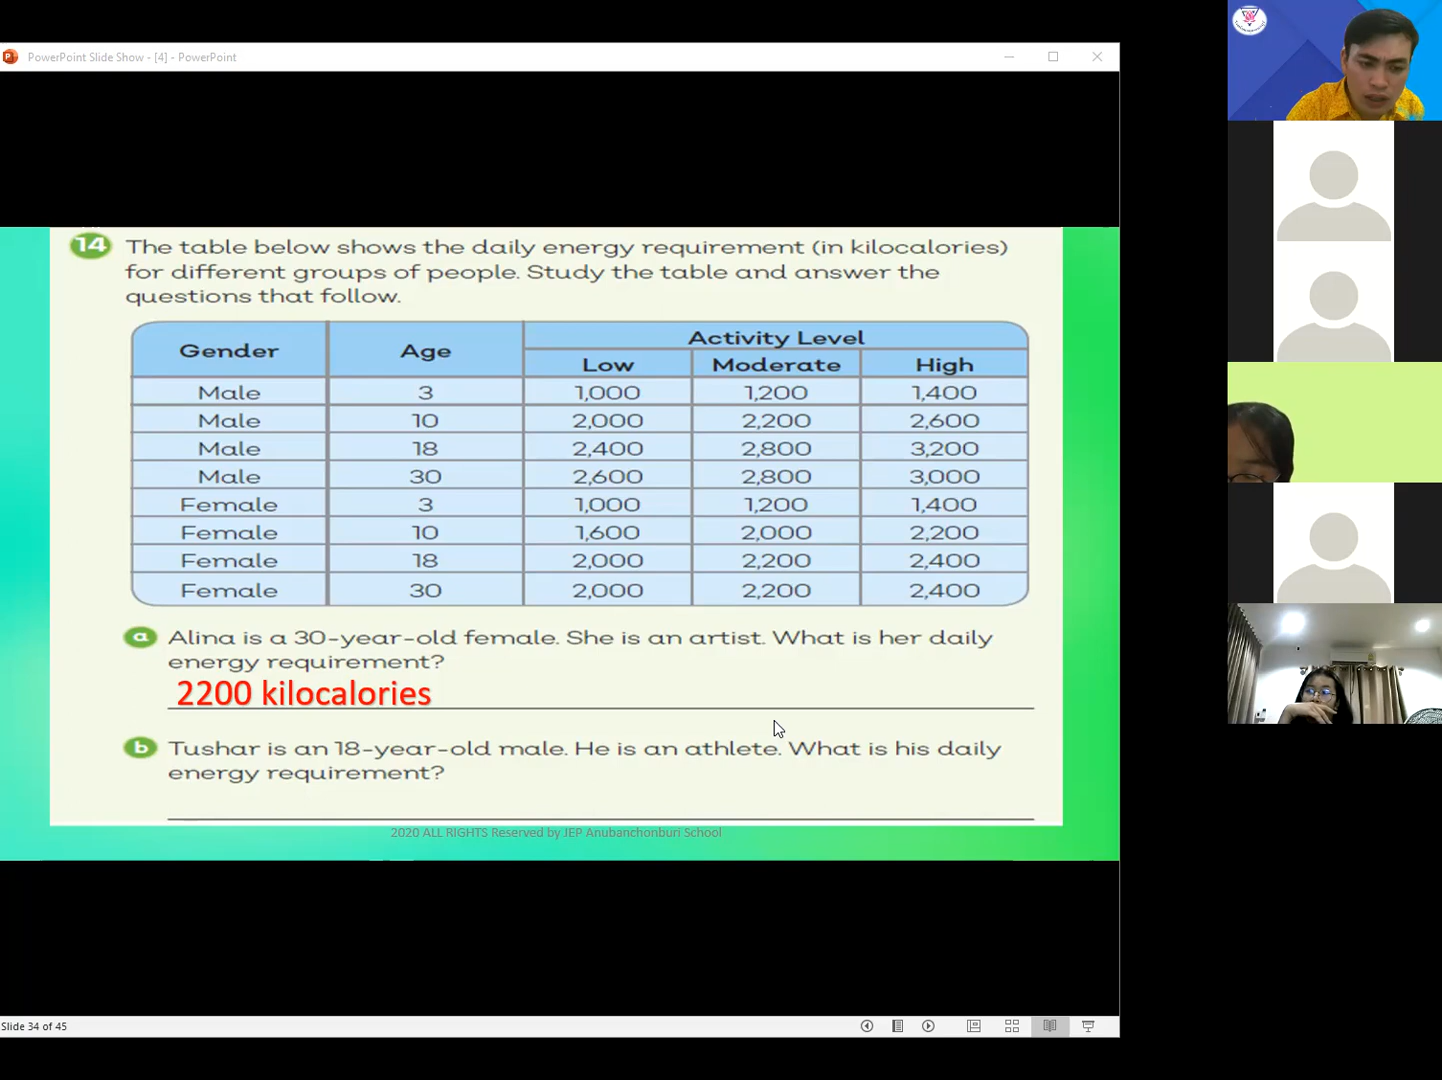 PowerPoint Slide Show - [4] - PowerPoint
14 The table below shows the daily energy requirement (in kilocalories)
for different groups of people. Study the table and answer the
questions that follow.
Gender Age Activity Level
Low Moderate High
Male 3 1,000 1,200 1,400
Male 10 2,000 2,200 2,600
Male 18 2,400 2,800 3,200
Male 30 2,600 2,800 3,000
Female 3 1,000 1,200 1,400
Female 10 1,600 2,000 2,200
Female 18 2,000 2,200 2,400
Female 30 2,000 2,200 2,400
a Alina is a 30-year-old female. She is an artist. What is her daily
energy requirement?
2200 kilocalories
b Tushar is an 18-year-old male. He is an athlete. What is his daily
energy requirement?
2020 ALL RIGHTS Reserved by JEP Anubanchonburi School
Slide 34 of 45